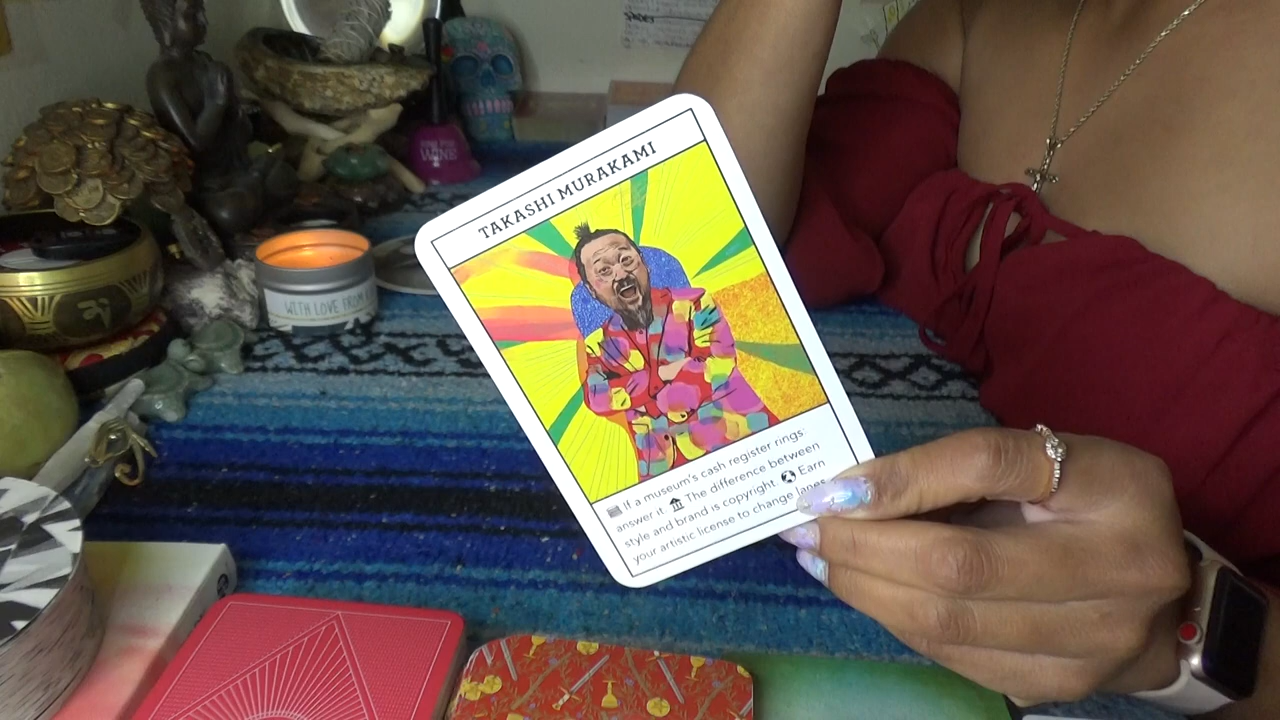 TAKASHI MURAKAMI
If a museum's cash register rings:
answer it. The difference between
style and brand is copyright. Earn
your artistic license to change lanes
WITH LOVE FROM
WINE